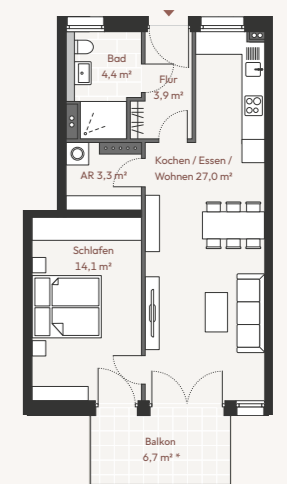 Bad
4,4 m²
Flur
3,9 m²
AR 3,3 m²
Kochen / Essen /
Wohnen 27,0 m²
Schlafen
14,1 m²
Balkon
6,7 m² *